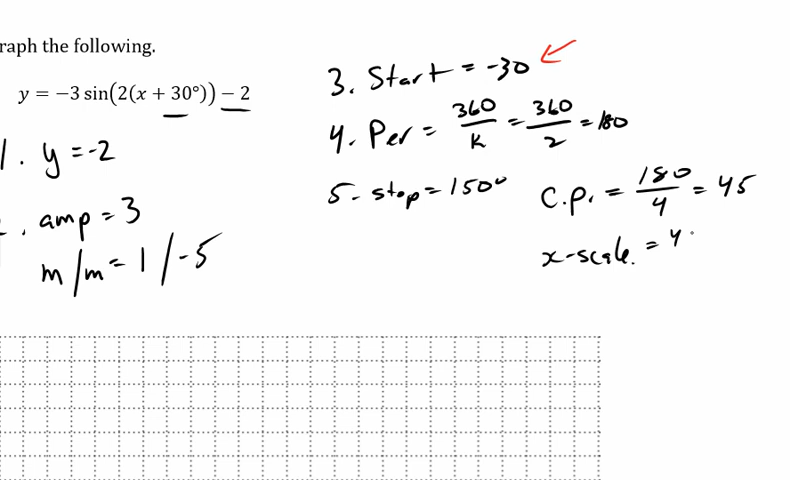 raph the following.
y = −3 sin(2(x + 30°)) − 2
1. y = -2
. amp = 3
m/m = 1 / -5
3. Start = -30
4. Per = 360/k = 360/2 = 180
5. stop = 150°
C.P. = 180/4 = 45
x-scale. = 4